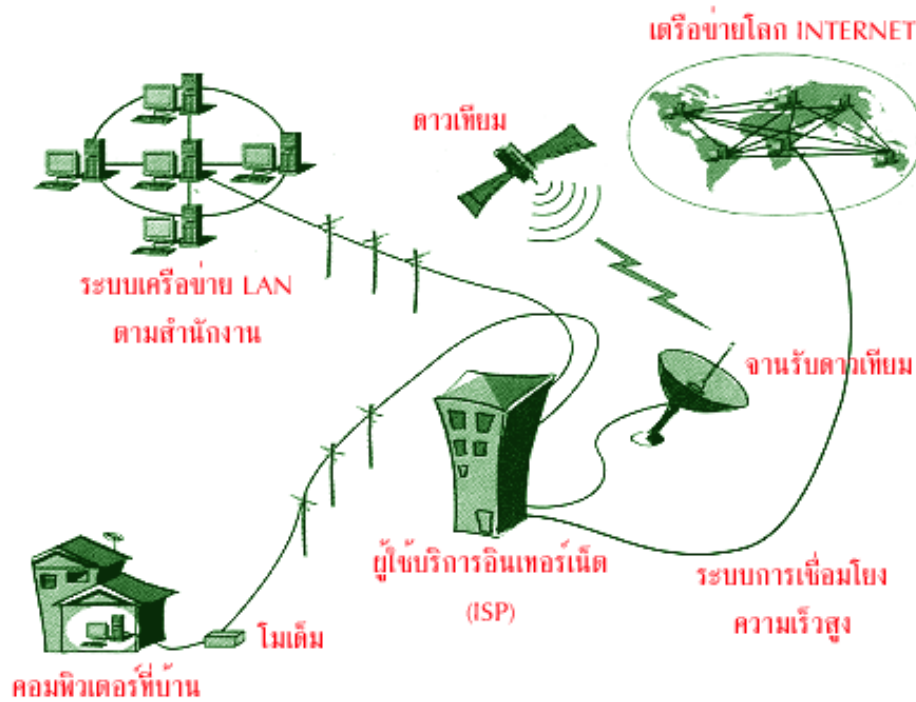 เตรือข่ายโลก INTERNET
ดาวเทียม
ระบบเครือข่าย LAN
ตามสำนักงาน
จานรับดาวเทียม
ผู้ใช้บริการอินเทอร์เน็ต
(ISP)
ระบบการเชื่อมโยง
ความเร็วสูง
โมเด็ม
คอมพิวเตอร์ที่บ้าน